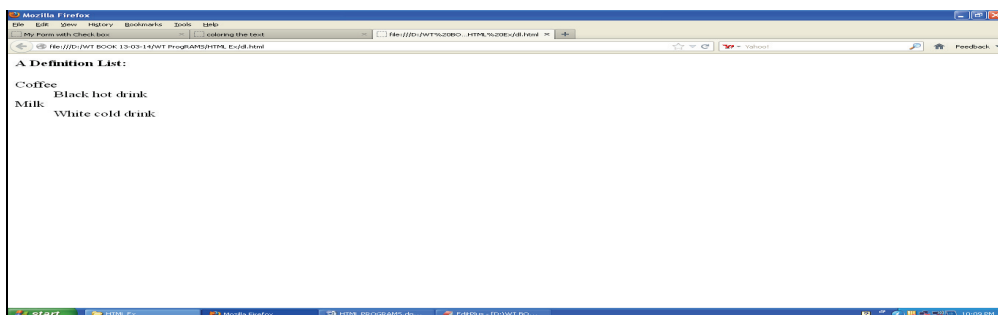 Mozilla Firefox
File Edit View History Bookmarks Tools Help
My Form with Check box coloring the text file:///D:/WT%20BO...HTML%20Ex/dl.html
file:///D:/WT BOOK 13-03-14/WT ProgRAMS/HTML Ex/dl.html Yahoo! Feedback
A Definition List:
Coffee
Black hot drink
Milk
White cold drink
start HTML Ex Mozilla Firefox HTML PROGRAMS.do... EditPlus - [D:\WT BO... 10:09 PM